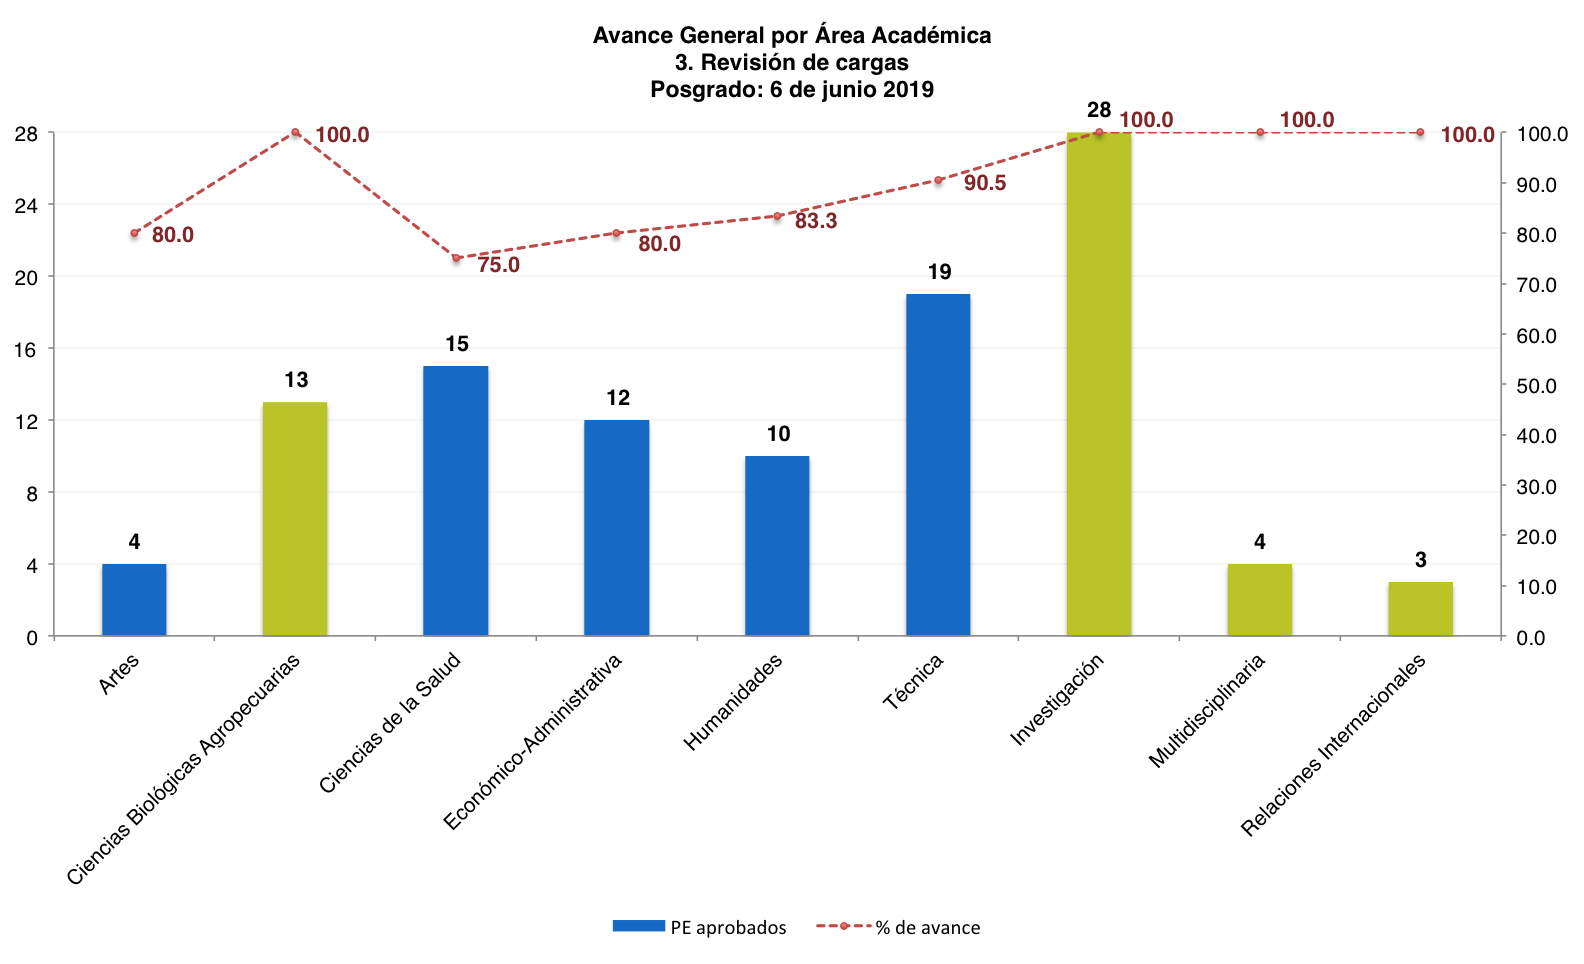 Avance General por Área Académica
3. Revisión de cargas
Posgrado: 6 de junio 2019
28
24
20
16
12
8
4
0
100.0
90.0
80.0
70.0
60.0
50.0
40.0
30.0
20.0
10.0
0.0
80.0
100.0
75.0
80.0
83.3
90.5
100.0
100.0
100.0
4
13
15
12
10
19
28
4
3
Artes
Ciencias Biológicas Agropecuarias
Ciencias de la Salud
Económico-Administrativa
Humanidades
Técnica
Investigación
Multidisciplinaria
Relaciones Internacionales
PE aprobados
% de avance